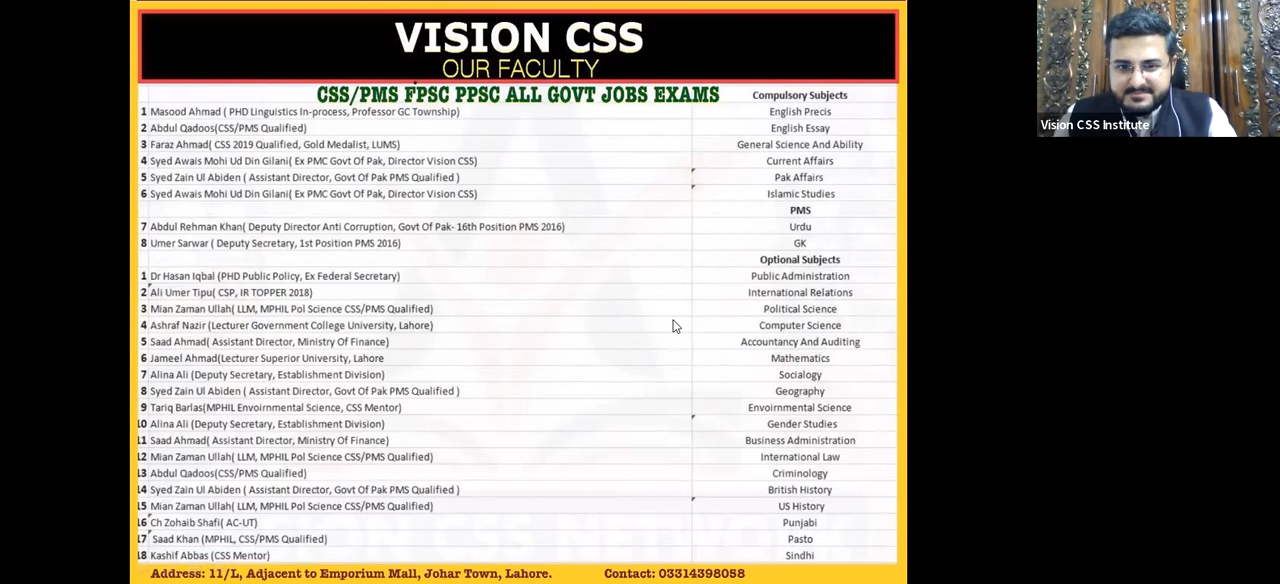 VISION CSS
OUR FACULTY
CSS/PMS FPSC PPSC ALL GOVT JOBS EXAMS
Compulsory Subjects
1 Masood Ahmad ( PHD Linguistics In-process, Professor GC Township) English Precis
2 Abdul Qadoos(CSS/PMS Qualified) English Essay
3 Faraz Ahmad( CSS 2019 Qualified, Gold Medalist, LUMS) General Science And Ability
4 Syed Awais Mohi Ud Din Gilani( Ex PMC Govt Of Pak, Director Vision CSS) Current Affairs
5 Syed Zain Ul Abiden ( Assistant Director, Govt Of Pak PMS Qualified ) Pak Affairs
6 Syed Awais Mohi Ud Din Gilani( Ex PMC Govt Of Pak, Director Vision CSS) Islamic Studies
PMS
7 Abdul Rehman Khan( Deputy Director Anti Corruption, Govt Of Pak- 16th Position PMS 2016) Urdu
8 Umer Sarwar ( Deputy Secretary, 1st Position PMS 2016) GK
Optional Subjects
1 Dr Hasan Iqbal (PHD Public Policy, Ex Federal Secretary) Public Administration
2 Ali Umer Tipu( CSP, IR TOPPER 2018) International Relations
3 Mian Zaman Ullah( LLM, MPHIL Pol Science CSS/PMS Qualified) Political Science
4 Ashraf Nazir (Lecturer Government College University, Lahore) Computer Science
5 Saad Ahmad( Assistant Director, Ministry Of Finance) Accountancy And Auditing
6 Jameel Ahmad(Lecturer Superior University, Lahore Mathematics
7 Alina Ali (Deputy Secretary, Establishment Division) Socialogy
8 Syed Zain Ul Abiden ( Assistant Director, Govt Of Pak PMS Qualified ) Geography
9 Tariq Barlas(MPHIL Envoirnmental Science, CSS Mentor) Envoirnmental Science
10 Alina Ali (Deputy Secretary, Establishment Division) Gender Studies
11 Saad Ahmad( Assistant Director, Ministry Of Finance) Business Administration
12 Mian Zaman Ullah( LLM, MPHIL Pol Science CSS/PMS Qualified) International Law
13 Abdul Qadoos(CSS/PMS Qualified) Criminology
14 Syed Zain Ul Abiden ( Assistant Director, Govt Of Pak PMS Qualified ) British History
15 Mian Zaman Ullah( LLM, MPHIL Pol Science CSS/PMS Qualified) US History
16 Ch Zohaib Shafi( AC-UT) Punjabi
17 Saad Khan (MPHIL, CSS/PMS Qualified) Pasto
18 Kashif Abbas (CSS Mentor) Sindhi
Address: 11/L, Adjacent to Emporium Mall, Johar Town, Lahore. Contact: 03314398058
Vision CSS Institute